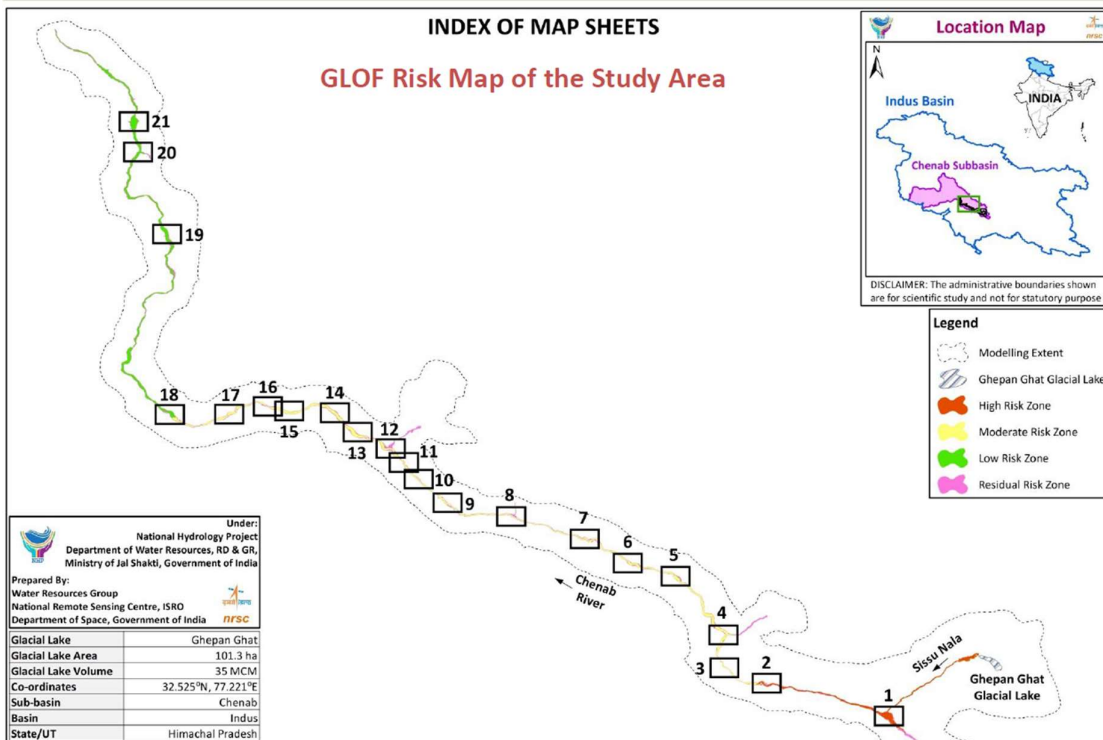 INDEX OF MAP SHEETS
GLOF Risk Map of the Study Area
Location Map
nrsc
N
INDIA
Indus Basin
Chenab Subbasin
DISCLAIMER: The administrative boundaries shown
are for scientific study and not for statutory purpose
Legend
Modelling Extent
Ghepan Ghat Glacial Lake
High Risk Zone
Moderate Risk Zone
Low Risk Zone
Residual Risk Zone
21
20
19
18
17
16
15
14
13
12
11
10
9
8
7
6
5
4
3
2
1
Chenab
River
Sissu Nala
Ghepan Ghat
Glacial Lake
Under:
National Hydrology Project
Department of Water Resources, RD & GR,
Ministry of Jal Shakti, Government of India
Prepared By:
Water Resources Group
National Remote Sensing Centre, ISRO
Department of Space, Government of India
nrsc
Glacial Lake Ghepan Ghat
Glacial Lake Area 101.3 ha
Glacial Lake Volume 35 MCM
Co-ordinates 32.525°N, 77.221°E
Sub-basin Chenab
Basin Indus
State/UT Himachal Pradesh